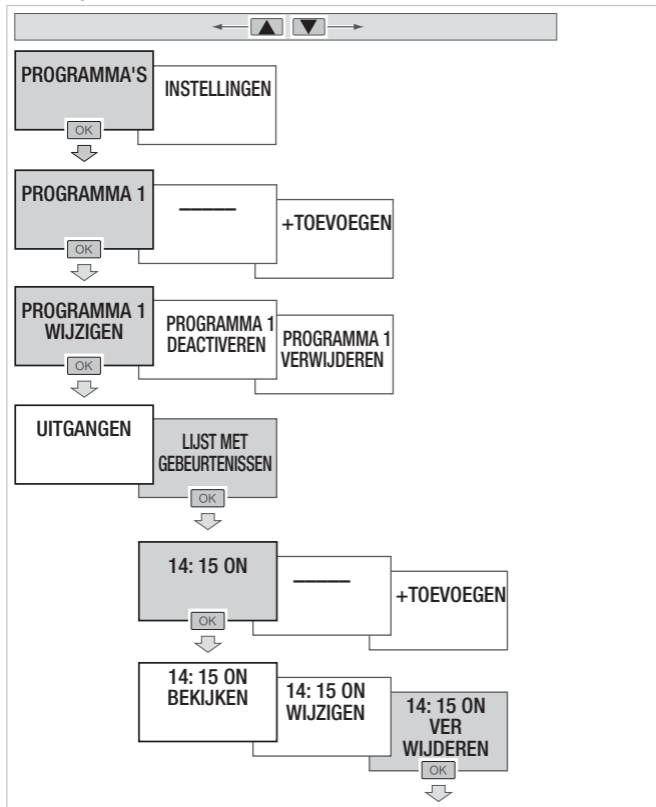 PROGRAMMA'S
INSTELLINGEN
OK
PROGRAMMA 1
-----
+TOEVOEGEN
OK
PROGRAMMA 1
WIJZIGEN
PROGRAMMA 1
DEACTIVEREN
PROGRAMMA 1
VERWIJDEREN
OK
UITGANGEN
LIJST MET
GEBEURTENISSEN
OK
14: 15 ON
-----
+TOEVOEGEN
OK
14: 15 ON
BEKIJKEN
14: 15 ON
WIJZIGEN
14: 15 ON
VER
WIJDEREN
OK